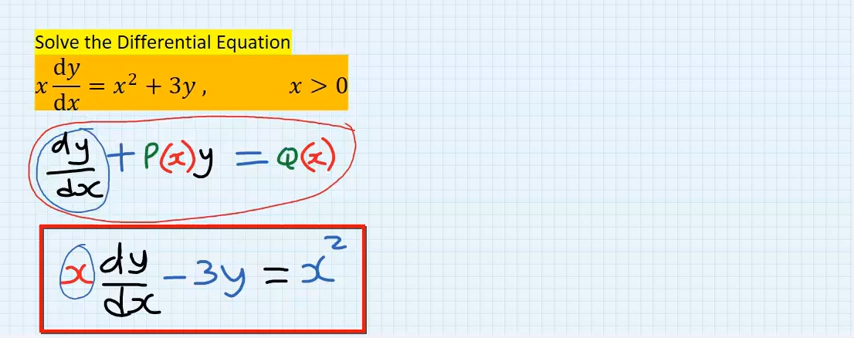 Solve the Differential Equation
x dy/dx = x² + 3y ,    x > 0
dy/dx + P(x)y = Q(x)
x dy/dx − 3y = x²